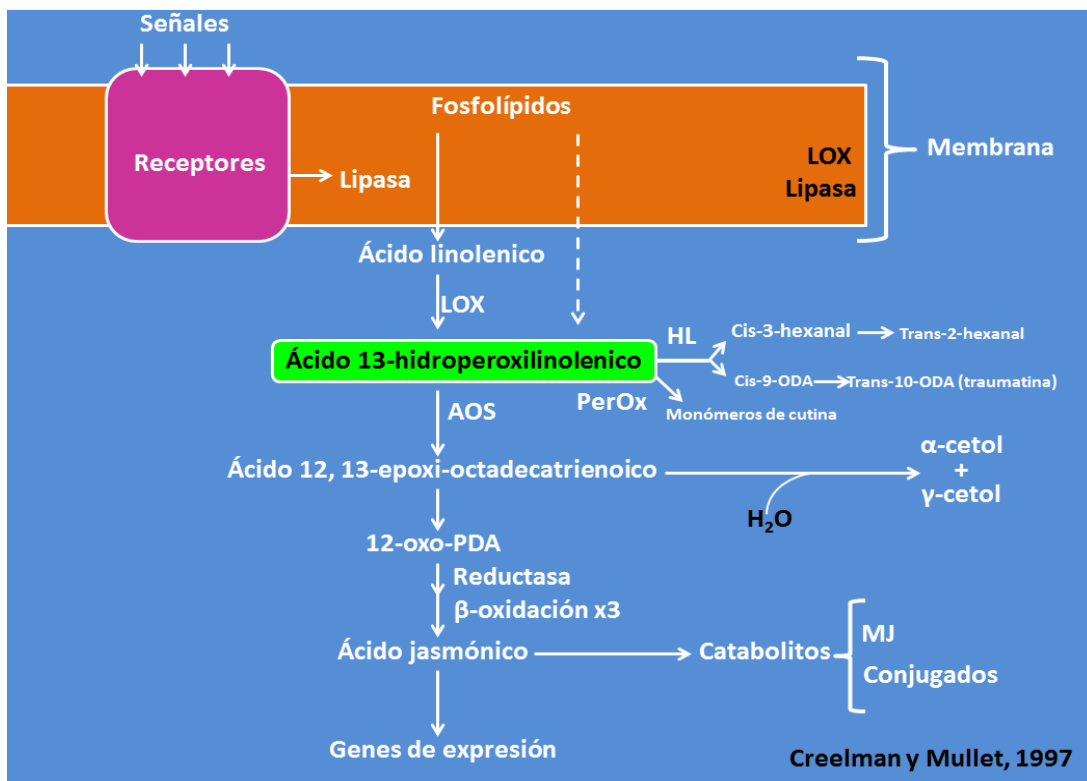 Señales
Fosfolípidos
Receptores
Lipasa
LOX
Lipasa
Membrana
Ácido linolenico
LOX
Ácido 13-hidroperoxilinolenico
HL
Cis-3-hexanal
Trans-2-hexanal
Cis-9-ODA
Trans-10-ODA (traumatina)
PerOx
Monómeros de cutina
AOS
Ácido 12, 13-epoxi-octadecatrienoico
α-cetol
+
γ-cetol
H₂O
12-oxo-PDA
Reductasa
β-oxidación x3
Ácido jasmónico
Catabolitos
MJ
Conjugados
Genes de expresión
Creelman y Mullet, 1997